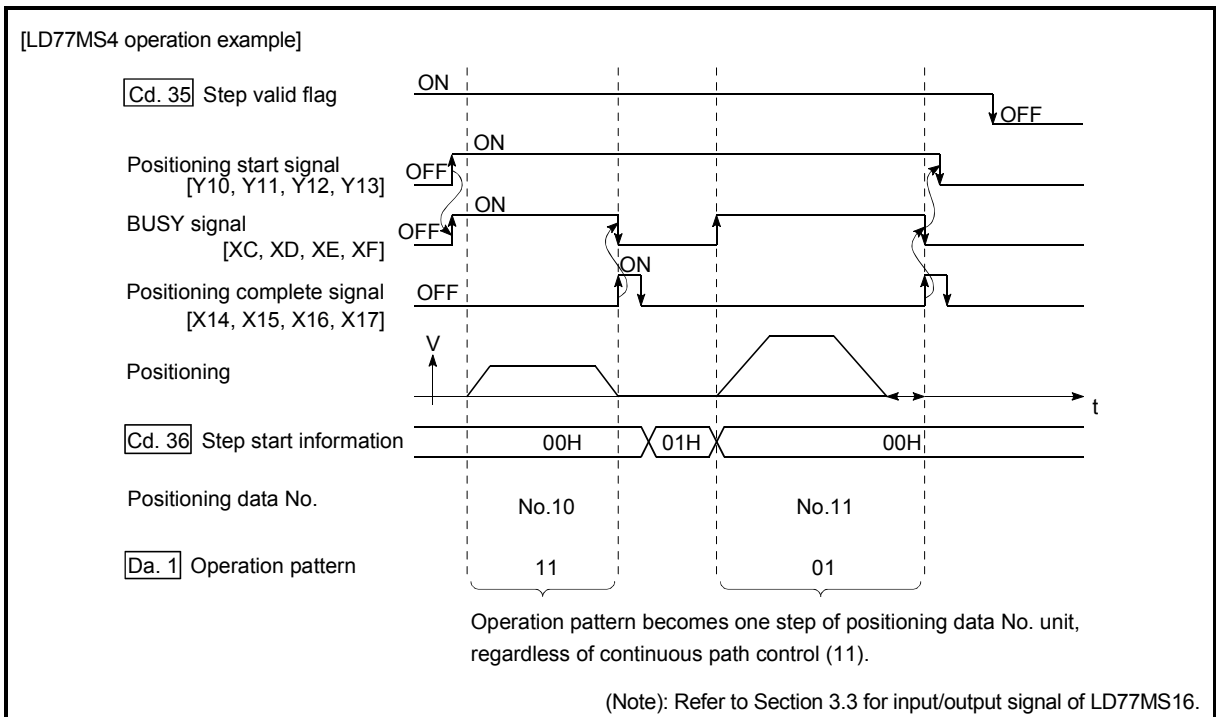 [LD77MS4 operation example]
Cd. 35 Step valid flag
ON
OFF
Positioning start signal
[Y10, Y11, Y12, Y13]
OFF
ON
BUSY signal
[XC, XD, XE, XF]
OFF
ON
Positioning complete signal
[X14, X15, X16, X17]
OFF
ON
V
Positioning
t
Cd. 36 Step start information
00H
01H
00H
Positioning data No.
No.10
No.11
Da. 1 Operation pattern
11
01
Operation pattern becomes one step of positioning data No. unit,
regardless of continuous path control (11).
(Note): Refer to Section 3.3 for input/output signal of LD77MS16.